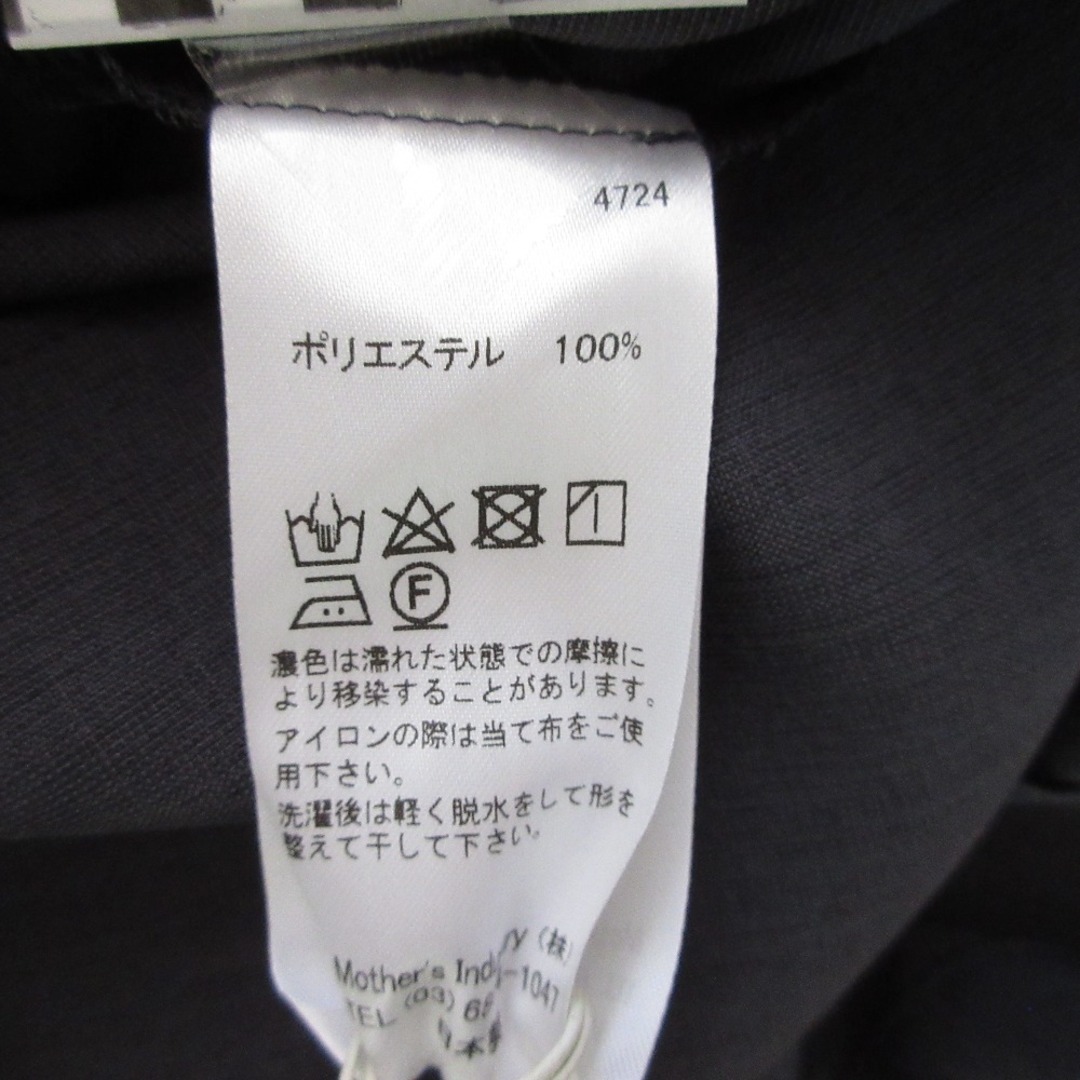 4724
ポリエステル 100%
F
濃色は濡れた状態での摩擦に
より移染することがあります。
アイロンの際は当て布をご使
用下さい。
洗濯後は軽く脱水をして形を
整えて干して下さい。
Mother's (株)
TEL (03) -1047